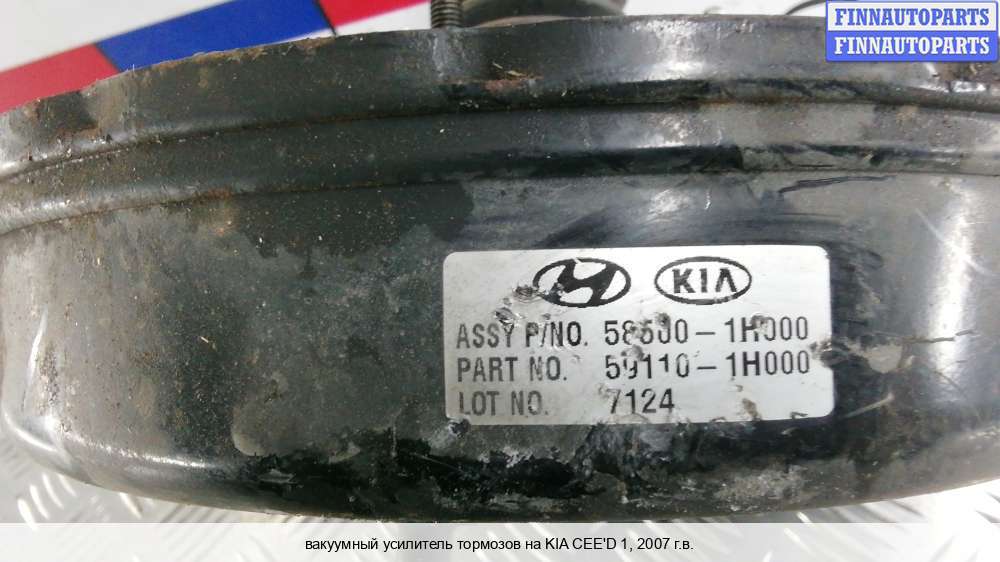 FINNAUTOPARTS
FINNAUTOPARTS
KIA
ASSY P/NO. 58500-1H000
PART NO. 59110-1H000
LOT NO. 7124
вакуумный усилитель тормозов на KIA CEE'D 1, 2007 г.в.